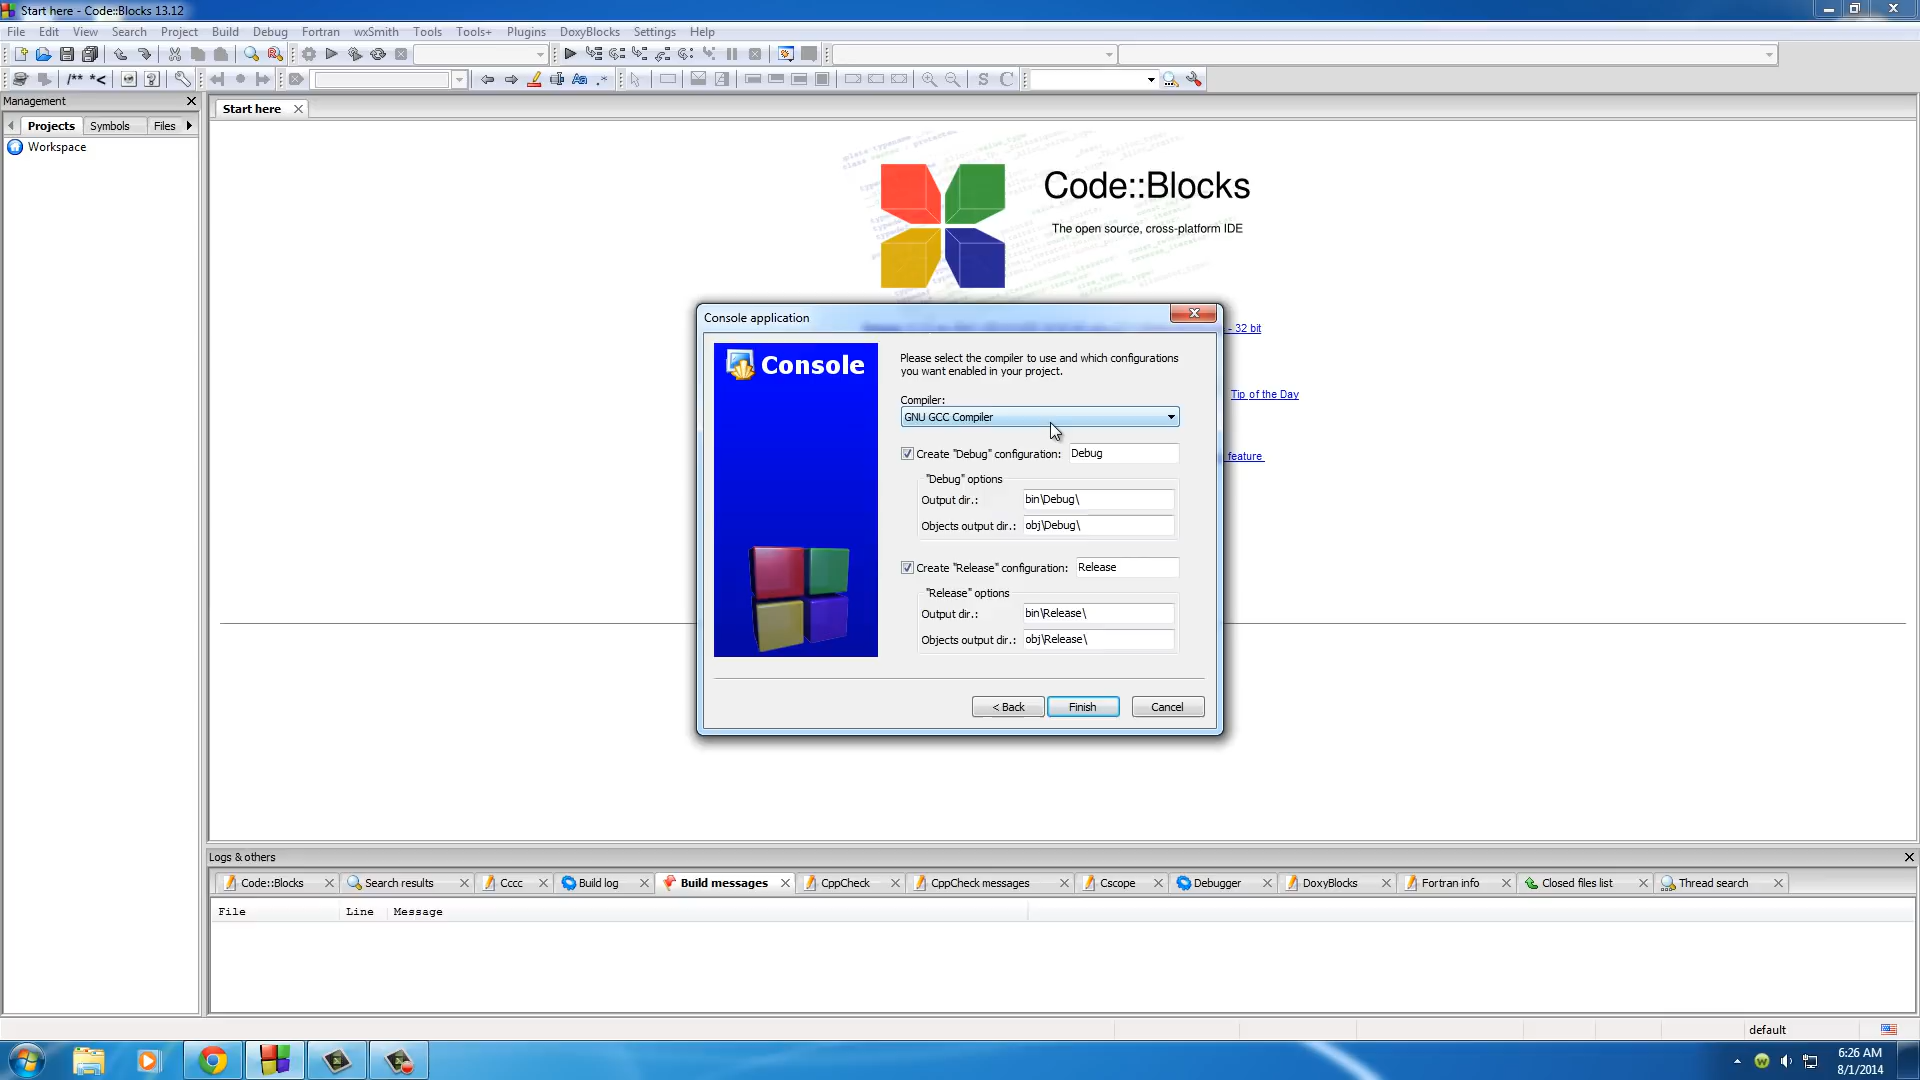 Start here - Code::Blocks 13.12
File Edit View Search Project Build Debug Fortran wxSmith Tools Tools+ Plugins DoxyBlocks Settings Help
/** *<
Management
Start here
Projects Symbols Files
Workspace
Code::Blocks
The open source, cross-platform IDE
- 32 bit
Tip of the Day
feature
Console application
Console
Please select the compiler to use and which configurations
you want enabled in your project.
Compiler:
GNU GCC Compiler
Create "Debug" configuration: Debug
"Debug" options
Output dir.: bin\Debug\
Objects output dir.: obj\Debug\
Create "Release" configuration: Release
"Release" options
Output dir.: bin\Release\
Objects output dir.: obj\Release\
< Back Finish Cancel
Logs & others
Code::Blocks Search results Cccc Build log Build messages CppCheck CppCheck messages Cscope Debugger DoxyBlocks Fortran info Closed files list Thread search
File Line Message
default
6:26 AM
8/1/2014